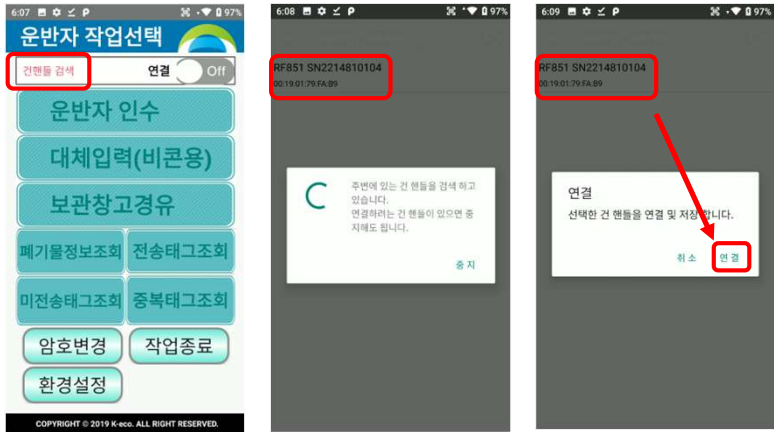 6:07 97%
운반자 작업선택
건핸들 검색 연결 Off
운반자 인수
대체입력(비콘용)
보관창고경유
폐기물정보조회 전송태그조회
미전송태그조회 중복태그조회
암호변경 작업종료
환경설정
COPYRIGHT © 2019 K-eco. ALL RIGHT RESERVED.
6:08 97%
RF851 SN2214810104
00:19:01:79:FA:B9
주변에 있는 건 핸들을 검색 하고
있습니다.
연결하려는 건 핸들이 있으면 중
지해도 됩니다.
중지
6:09 97%
RF851 SN2214810104
00:19:01:79:FA:B9
연결
선택한 건 핸들을 연결 및 저장 합니다.
취소 연결